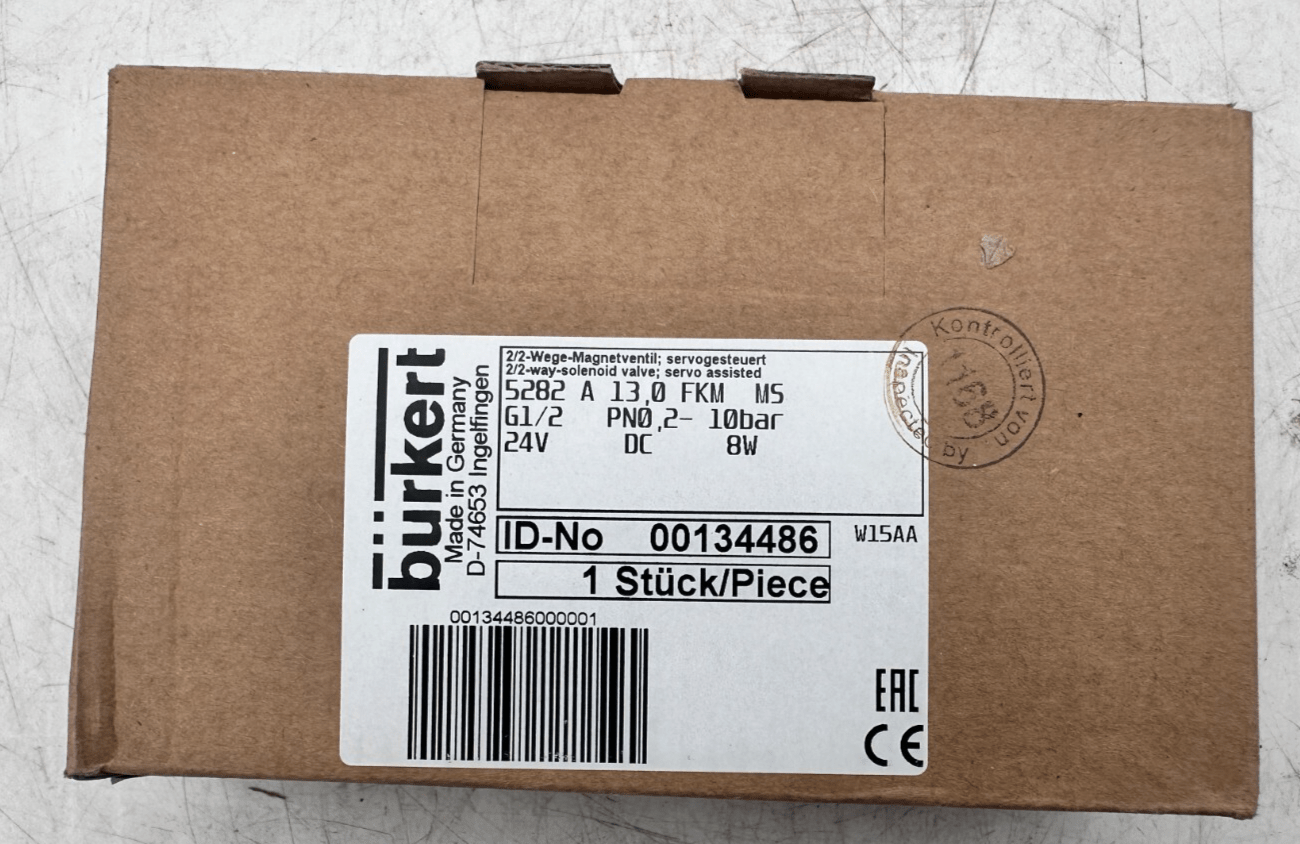 bürkert
Made in Germany
D-74653 Ingelfingen
2/2-Wege-Magnetventil; servogesteuert
2/2-way-solenoid valve; servo assisted
5282 A 13,0 FKM MS
G1/2 PN0,2- 10bar
24V DC 8W
ID-No 00134486
W15AA
1 Stück/Piece
00134486000001
EAC
CE
Kontrolliert von
1168
inspected by